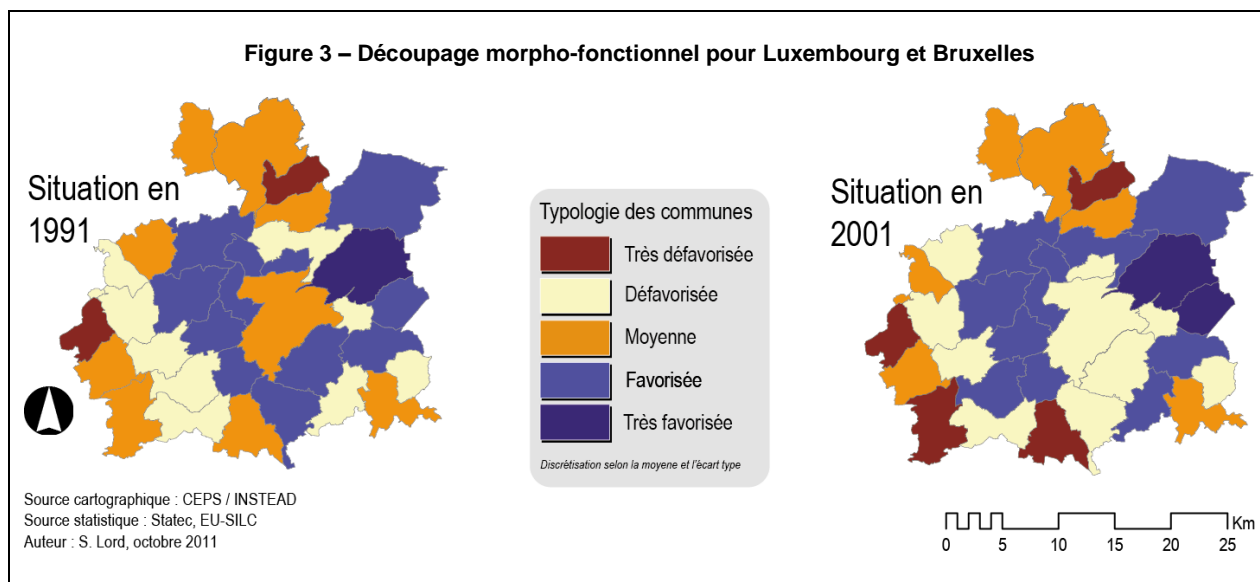 Figure 3 – Découpage morpho-fonctionnel pour Luxembourg et Bruxelles
Situation en
1991
Typologie des communes
Très défavorisée
Défavorisée
Moyenne
Favorisée
Très favorisée
Discrétisation selon la moyene et l'écart type
Situation en
2001
Source cartographique : CEPS / INSTEAD
Source statistique : Statec, EU-SILC
Auteur : S. Lord, octobre 2011
Km
0 5 10 15 20 25